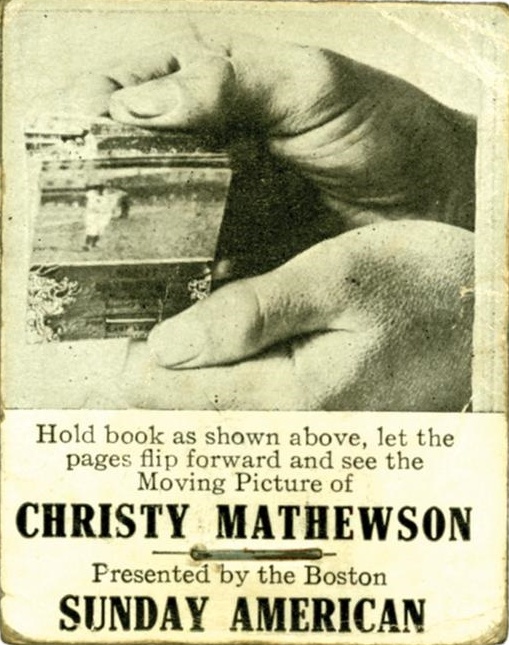 Hold book as shown above, let the
pages flip forward and see the
Moving Picture of
CHRISTY MATHEWSON
Presented by the Boston
SUNDAY AMERICAN